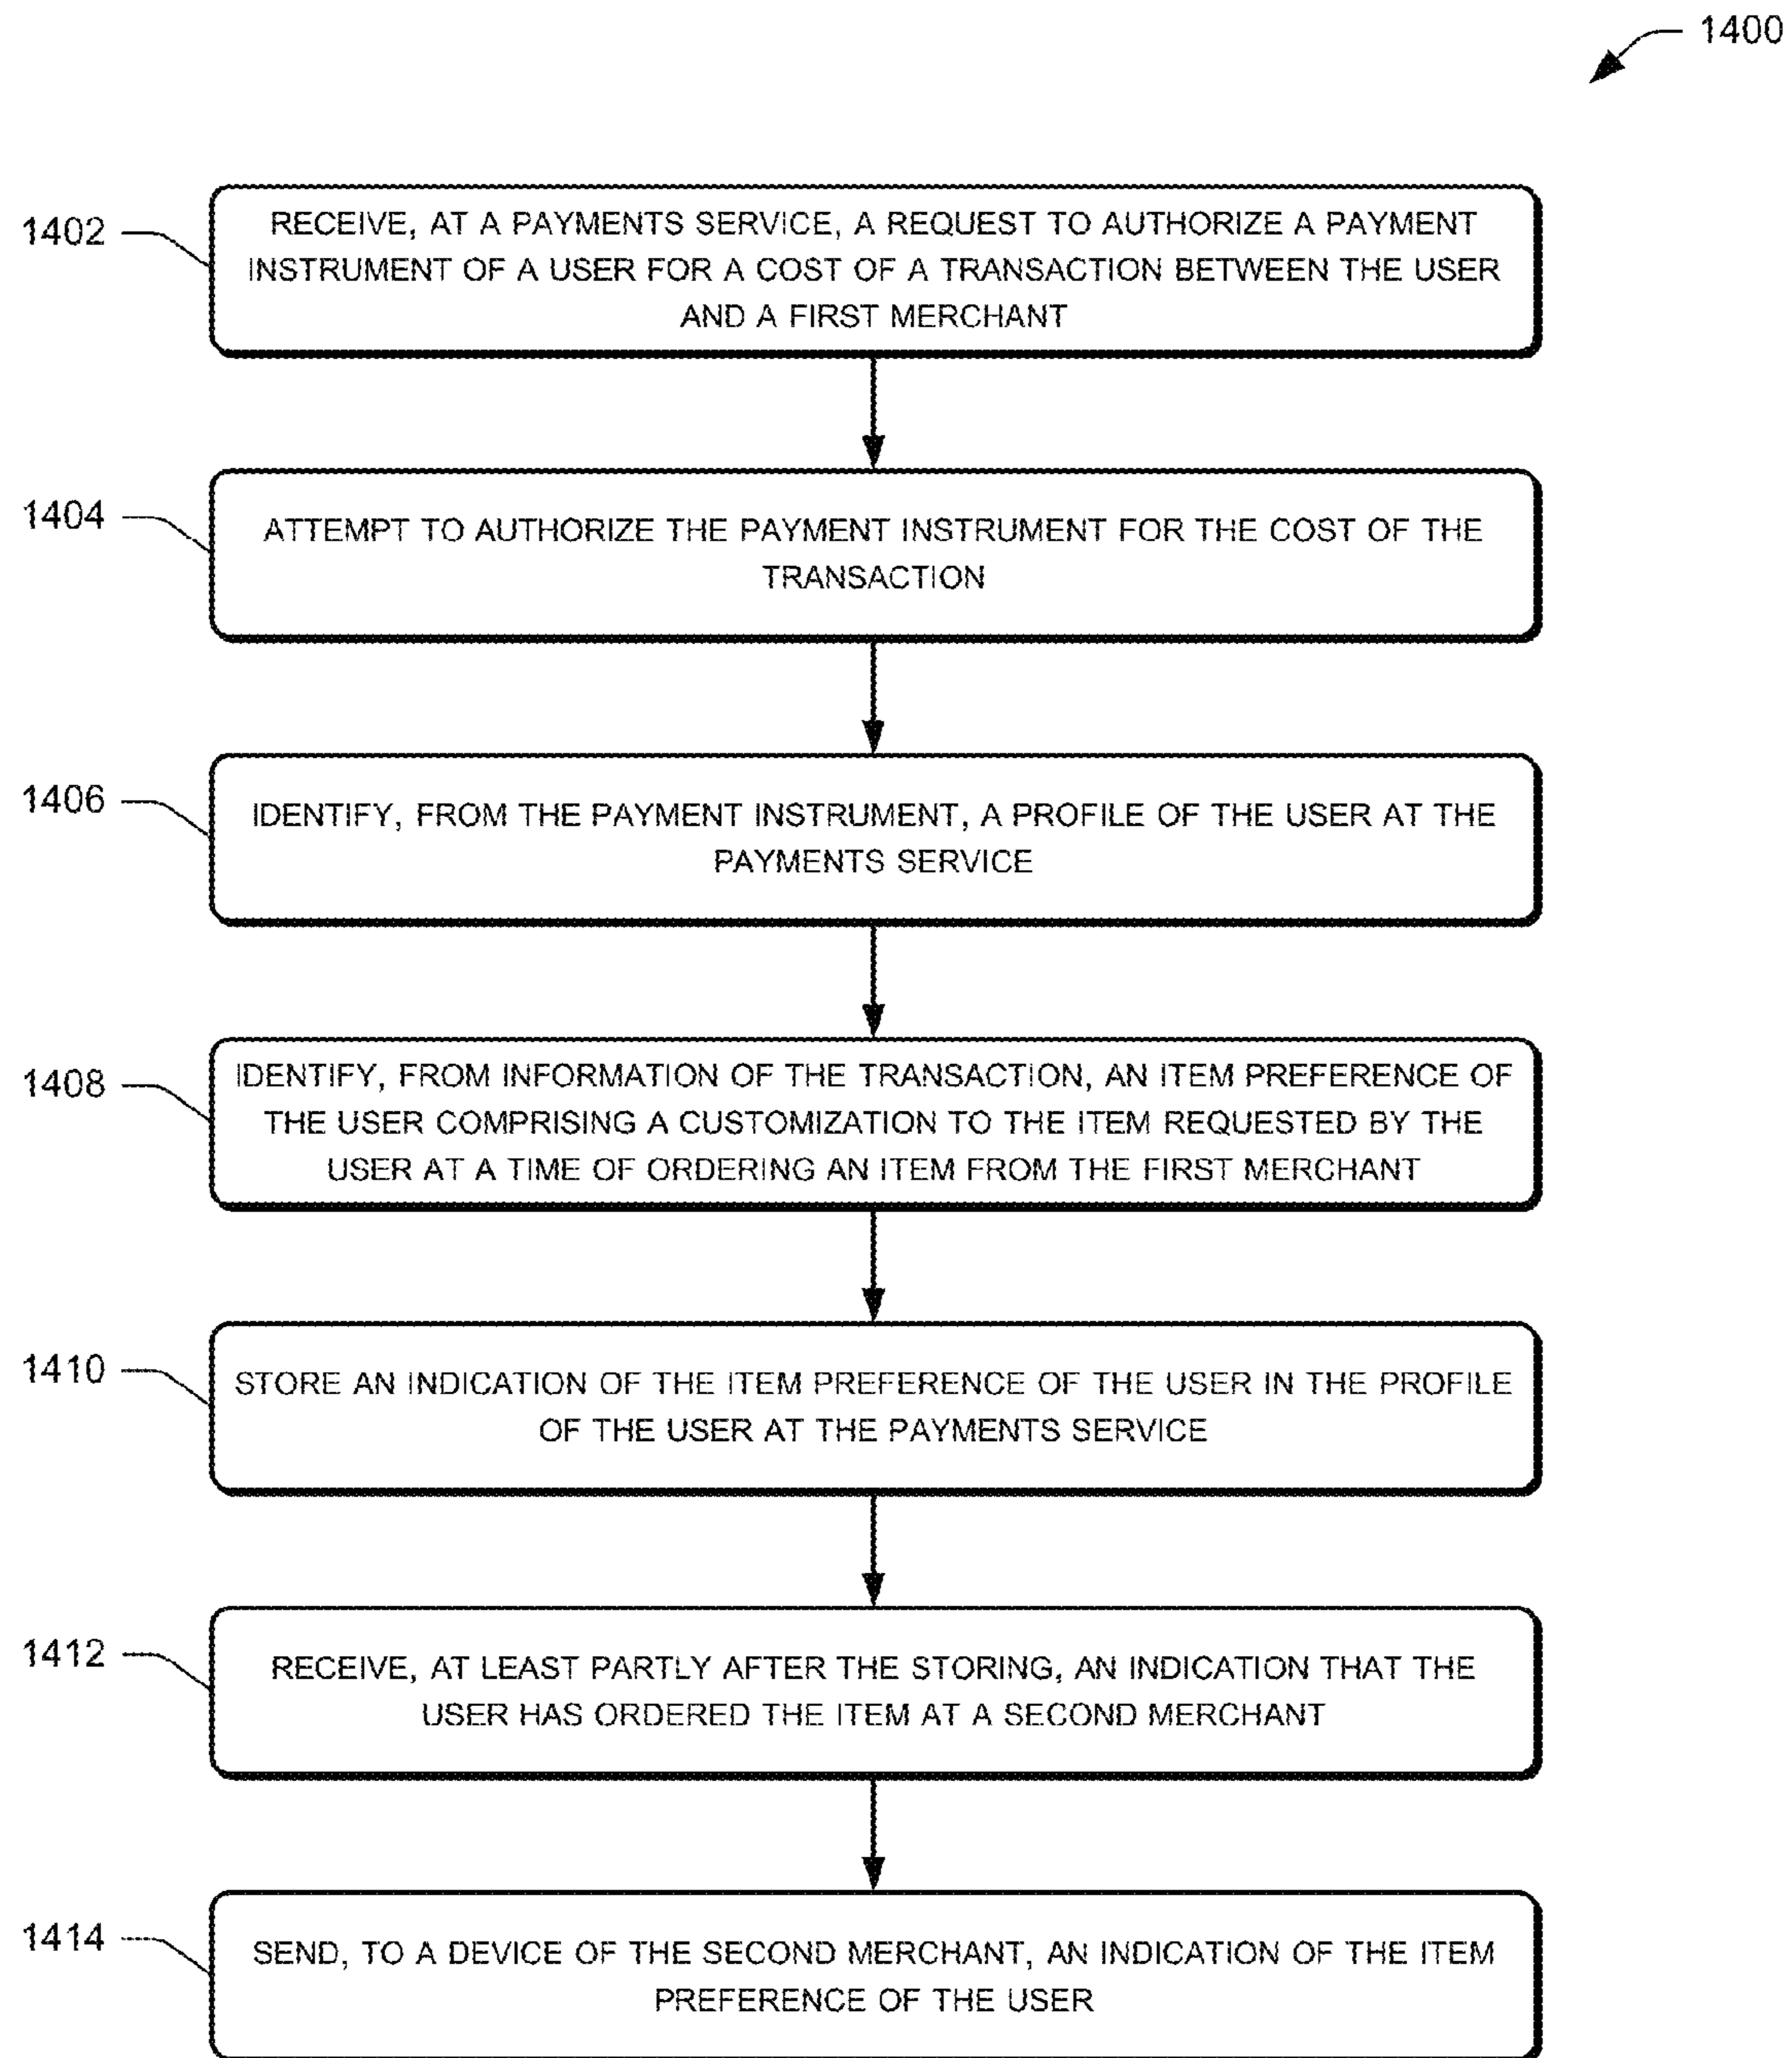 1400
1402
RECEIVE, AT A PAYMENTS SERVICE, A REQUEST TO AUTHORIZE A PAYMENT
INSTRUMENT OF A USER FOR A COST OF A TRANSACTION BETWEEN THE USER
AND A FIRST MERCHANT
1404
ATTEMPT TO AUTHORIZE THE PAYMENT INSTRUMENT FOR THE COST OF THE
TRANSACTION
1406
IDENTIFY, FROM THE PAYMENT INSTRUMENT, A PROFILE OF THE USER AT THE
PAYMENTS SERVICE
1408
IDENTIFY, FROM INFORMATION OF THE TRANSACTION, AN ITEM PREFERENCE OF
THE USER COMPRISING A CUSTOMIZATION TO THE ITEM REQUESTED BY THE
USER AT A TIME OF ORDERING AN ITEM FROM THE FIRST MERCHANT
1410
STORE AN INDICATION OF THE ITEM PREFERENCE OF THE USER IN THE PROFILE
OF THE USER AT THE PAYMENTS SERVICE
1412
RECEIVE, AT LEAST PARTLY AFTER THE STORING, AN INDICATION THAT THE
USER HAS ORDERED THE ITEM AT A SECOND MERCHANT
1414
SEND, TO A DEVICE OF THE SECOND MERCHANT, AN INDICATION OF THE ITEM
PREFERENCE OF THE USER